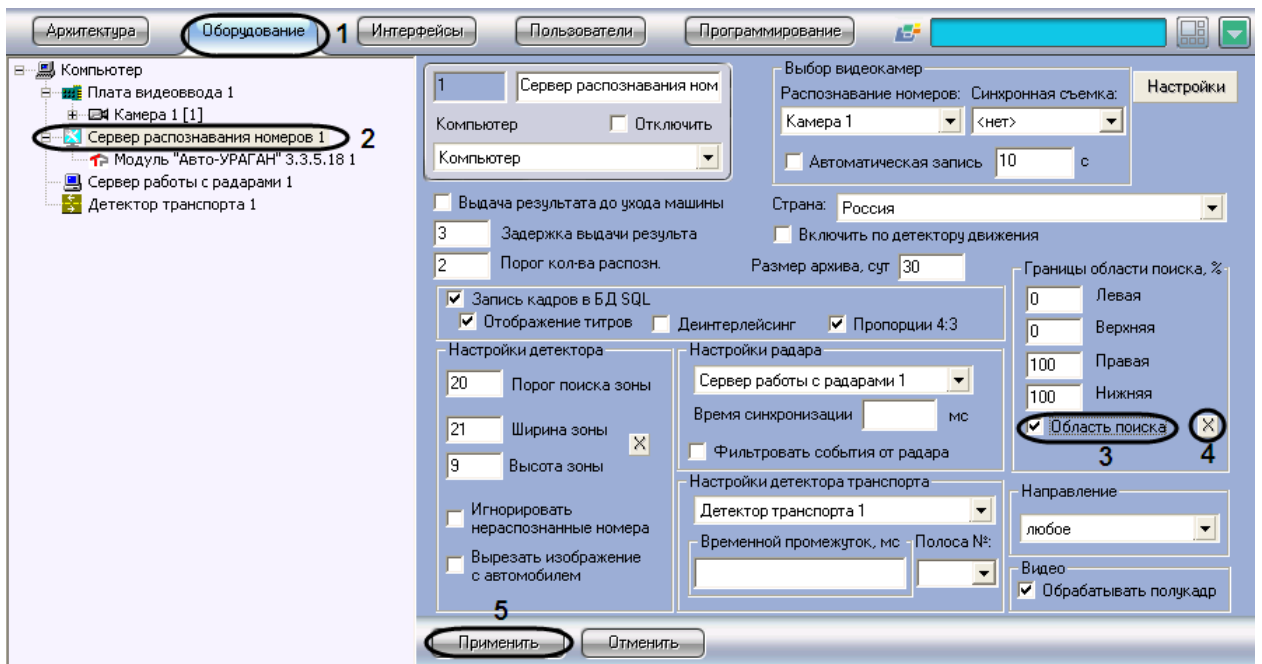 Архитектура Оборудование 1 Интерфейсы Пользователи Программирование
Компьютер
Плата видеоввода 1
Камера 1 [1]
Сервер распознавания номеров 1 2
Модуль "Авто-УРАГАН" 3.3.5.18 1
Сервер работы с радарами 1
Детектор транспорта 1
1 Сервер распознавания ном
Компьютер Отключить
Компьютер
Выбор видеокамер
Распознавание номеров: Синхронная съемка:
Камера 1 <нет>
Автоматическая запись 10 с
Настройки
Выдача результата до ухода машины
3 Задержка выдачи результа
2 Порог кол-ва распозн.
Страна: Россия
Включить по детектору движения
Размер архива, сут 30
Запись кадров в БД SQL
Отображение титров Деинтерлейсинг Пропорции 4:3
Границы области поиска, %
0 Левая
0 Верхняя
100 Правая
100 Нижняя
Область поиска X
3 4
Настройки детектора
20 Порог поиска зоны
21 Ширина зоны
X
9 Высота зоны
Игнорировать
нераспознанные номера
Вырезать изображение
с автомобилем
Настройки радара
Сервер работы с радарами 1
Время синхронизации мс
Фильтровать события от радара
Настройки детектора транспорта
Детектор транспорта 1
Временной промежуток, мс Полоса №:
Направление
любое
Видео
Обрабатывать полукадр
5
Применить Отменить